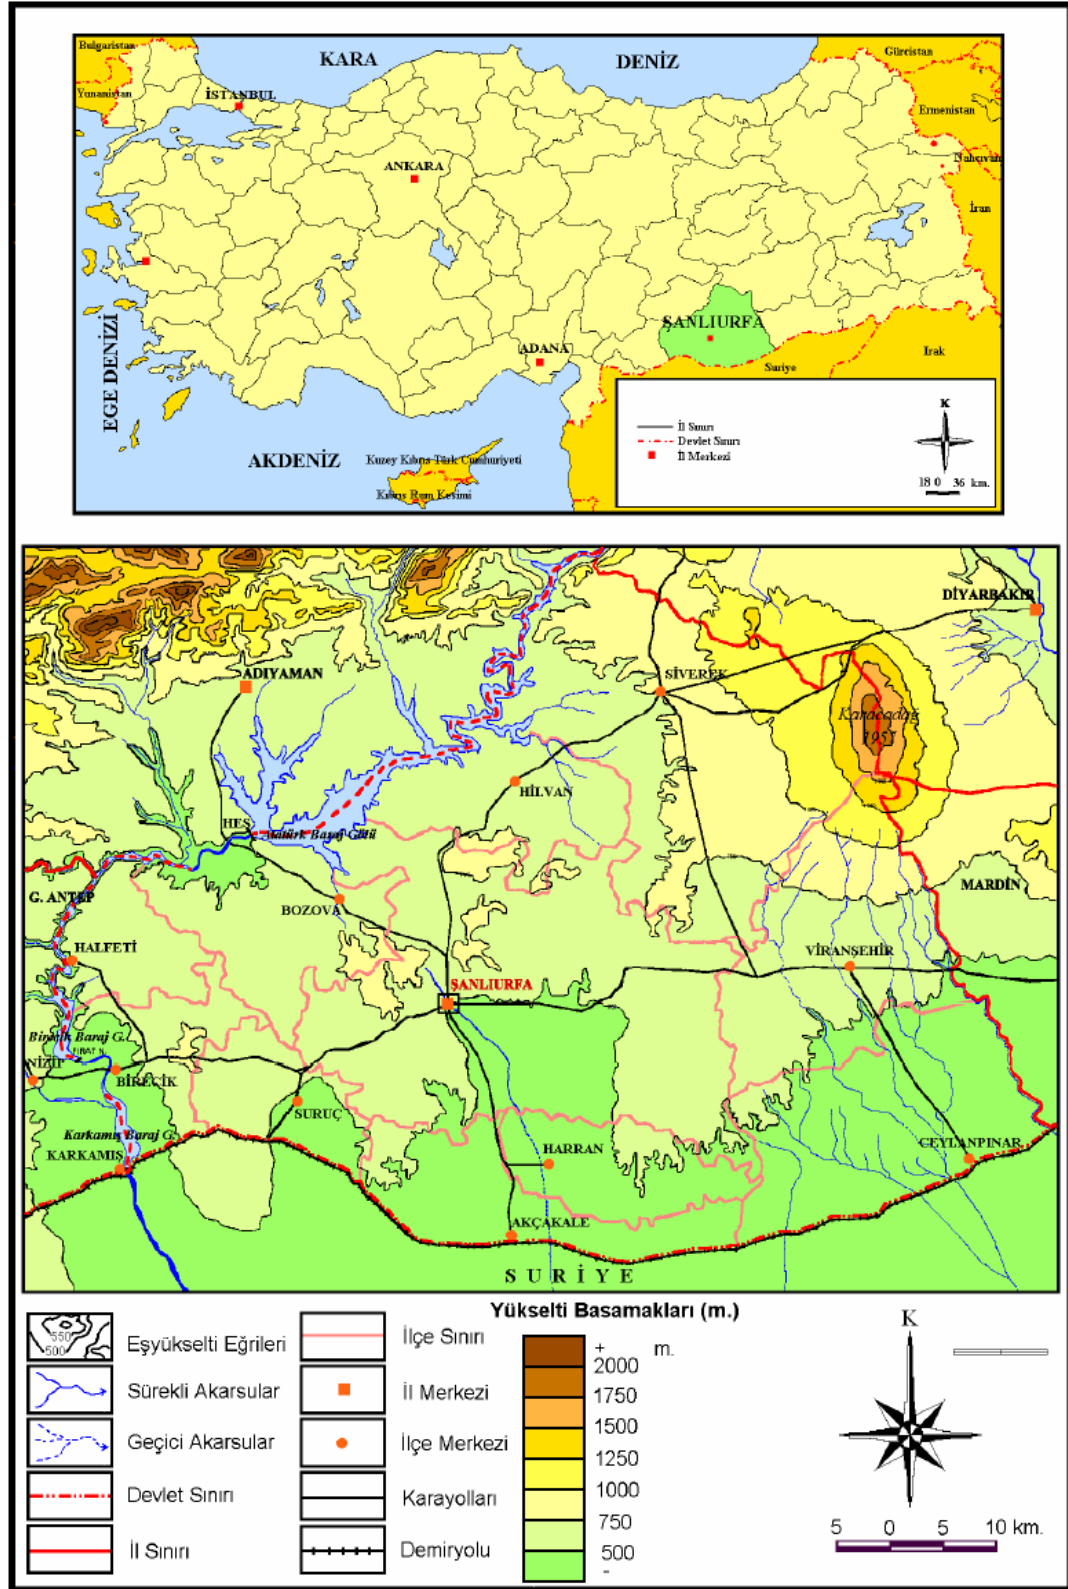 Bulgaristan
KARA
DENİZ
Gürcistan
Yunanistan
İSTANBUL
Ermenistan
ANKARA
Nahçıvan
İran
EGE DENİZİ
ŞANLIURFA
ADANA
Suriye
Irak
AKDENİZ
Kuzey Kıbrıs Türk Cumhuriyeti
Kıbrıs Rum Kesimi
K
İl Sınırı
Devlet Sınırı
İl Merkezi
18 0 36 km.
DİYARBAKIR
ADIYAMAN
SİVEREK
Karacadağ
1957
HİLVAN
HES
Atatürk Baraj Gölü
G. ANTEP
MARDİN
BOZOVA
HALFETİ
VİRANŞEHİR
ŞANLIURFA
Birecik Baraj G.
FIRAT N.
NİZİP
BİRECİK
SURUÇ
Karkamış Baraj G.
KARKAMIŞ
CEYLANPINAR
HARRAN
AKÇAKALE
SURİYE
Yükselti Basamakları (m.)
550
500
Eşyükselti Eğrileri
Sürekli Akarsular
Geçici Akarsular
Devlet Sınırı
İl Sınırı
İlçe Sınırı
İl Merkezi
İlçe Merkezi
Karayolları
Demiryolu
+ m.
2000
1750
1500
1250
1000
750
500
-
K
5 0 5 10 km.